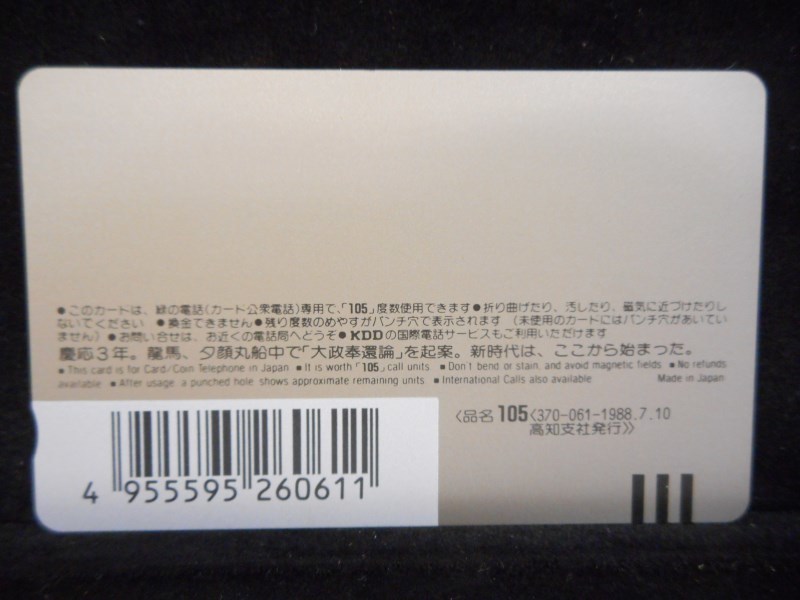 ●このカードは、緑の電話(カード公衆電話)専用で、「105」度数使用できます●折り曲げたり、汚したり、磁気に近づけたりし
ないでください ●換金できません●残り度数のめやすがパンチ穴で表示されます (未使用のカードにはパンチ穴があいてい
ません)●お問い合せは、お近くの電話局へどうぞ●KDDの国際電話サービスもご利用いただけます
慶応3年。龍馬、夕顔丸船中で「大政奉還論」を起案。新時代は、ここから始まった。
■This card is for Card/Coin Telephone in Japan ■It is worth「105」call units ■Don't bend or stain, and avoid magnetic fields ■No refunds
available ■After usage a punched hole shows approximate remaining units ■International Calls also available Made in Japan
〈品名 105〈370-061-1988.7.10
高知支社発行〉〉
4 955595 260611